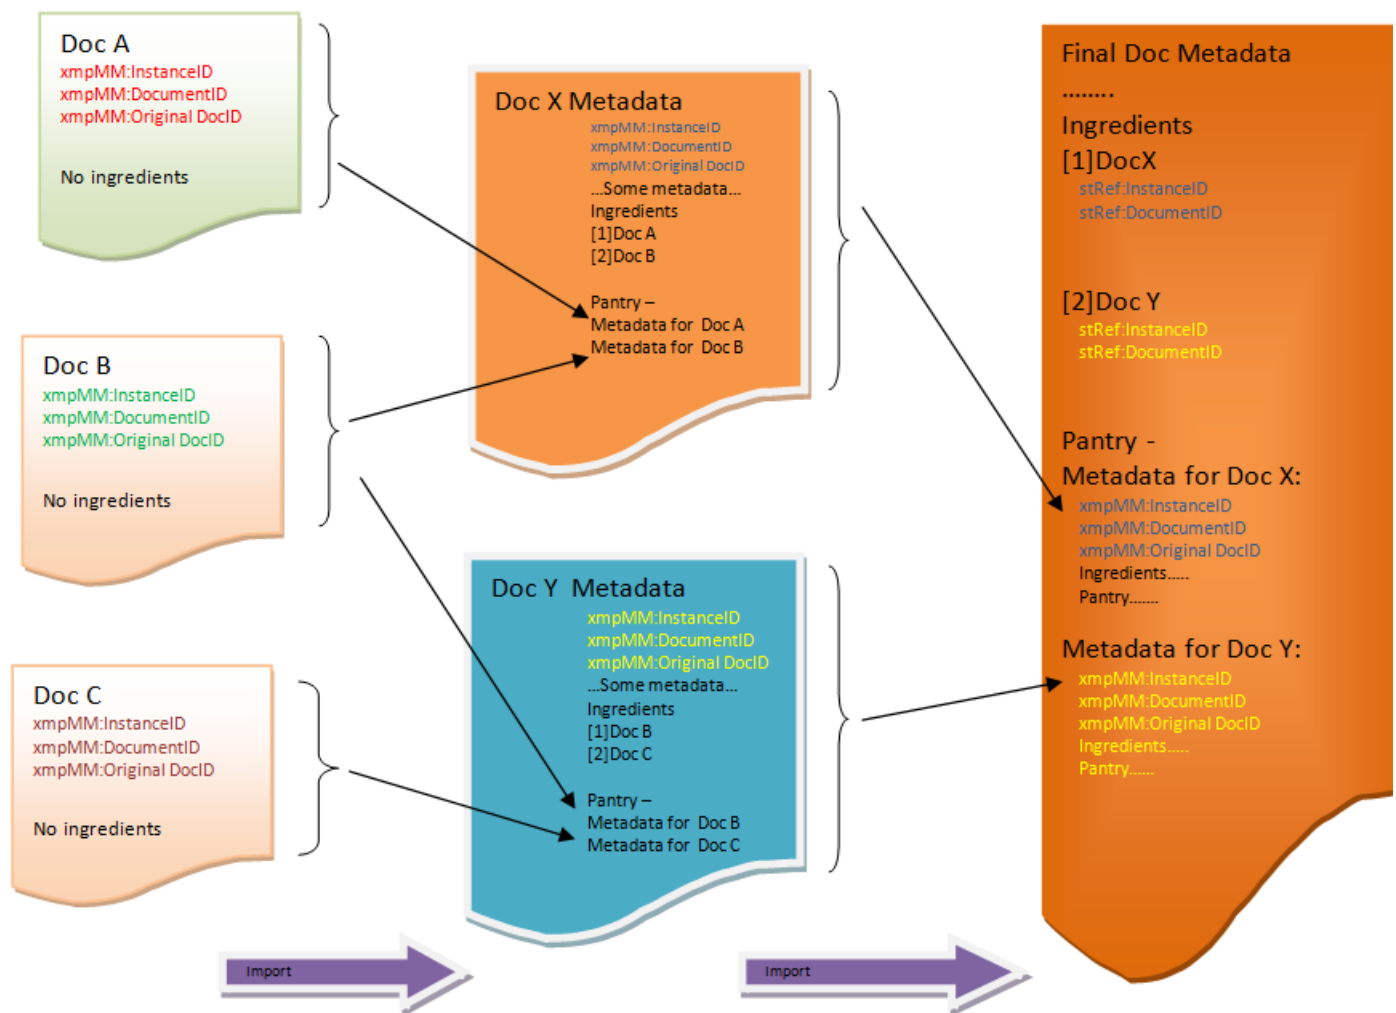 Doc A
xmpMM:InstanceID
xmpMM:DocumentID
xmpMM:Original DocID
No ingredients
Doc B
xmpMM:InstanceID
xmpMM:DocumentID
xmpMM:Original DocID
No ingredients
Doc C
xmpMM:InstanceID
xmpMM:DocumentID
xmpMM:Original DocID
No ingredients
Doc X Metadata
xmpMM:InstanceID
xmpMM:DocumentID
xmpMM:Original DocID
...Some metadata...
Ingredients
[1]Doc A
[2]Doc B
Pantry –
Metadata for Doc A
Metadata for Doc B
Doc Y Metadata
xmpMM:InstanceID
xmpMM:DocumentID
xmpMM:Original DocID
...Some metadata...
Ingredients
[1]Doc B
[2]Doc C
Pantry –
Metadata for Doc B
Metadata for Doc C
Final Doc Metadata
........
Ingredients
[1]DocX
stRef:InstanceID
stRef:DocumentID
[2]Doc Y
stRef:InstanceID
stRef:DocumentID
Pantry -
Metadata for Doc X:
xmpMM:InstanceID
xmpMM:DocumentID
xmpMM:Original DocID
Ingredients.....
Pantry.......
Metadata for Doc Y:
xmpMM:InstanceID
xmpMM:DocumentID
xmpMM:Original DocID
Ingredients.....
Pantry......
Import
Import